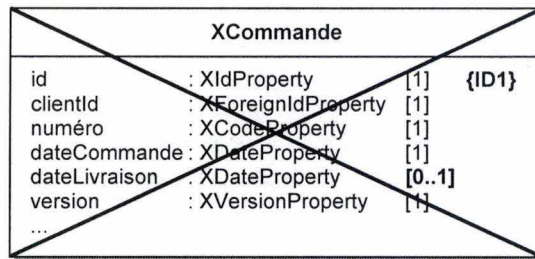 XCommande
id : XIdProperty [1] {ID1}
clientId : XForeignIdProperty [1]
numéro : XCodeProperty [1]
dateCommande : XDateProperty [1]
dateLivraison : XDateProperty [0..1]
version : XVersionProperty [1]
...